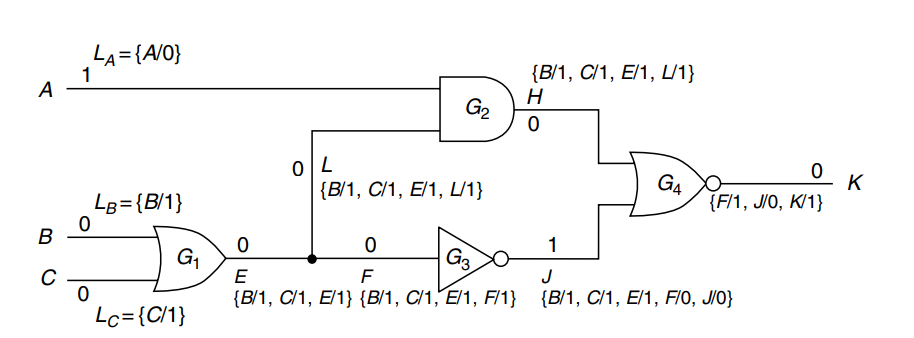 L_A={A/0}
1
A
{B/1, C/1, E/1, L/1}
G_2
H
0
0
L
{B/1, C/1, E/1, L/1}
0
K
G_4
{F/1, J/0, K/1}
L_B={B/1}
0
B
G_1
0
0
G_3
1
C
E
F
J
0
{B/1, C/1, E/1}
{B/1, C/1, E/1, F/1}
{B/1, C/1, E/1, F/0, J/0}
L_C={C/1}